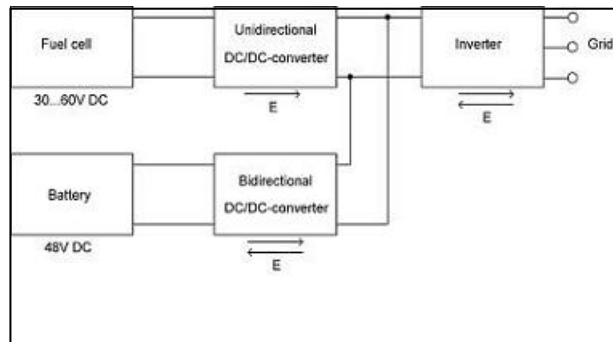 Fuel cell
30...60V DC
Unidirectional
DC/DC-converter
E
Inverter
E
Grid
Battery
48V DC
Bidirectional
DC/DC-converter
E